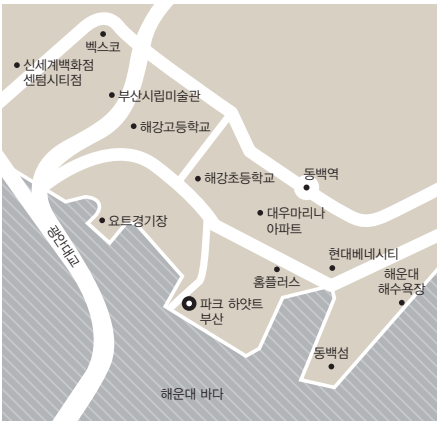 벡스코
신세계백화점
센텀시티점
부산시립미술관
해강고등학교
해강초등학교
동백역
대우마리나
아파트
요트경기장
광안대교
현대베네시티
해운대
해수욕장
홈플러스
파크 하얏트
부산
동백섬
해운대 바다